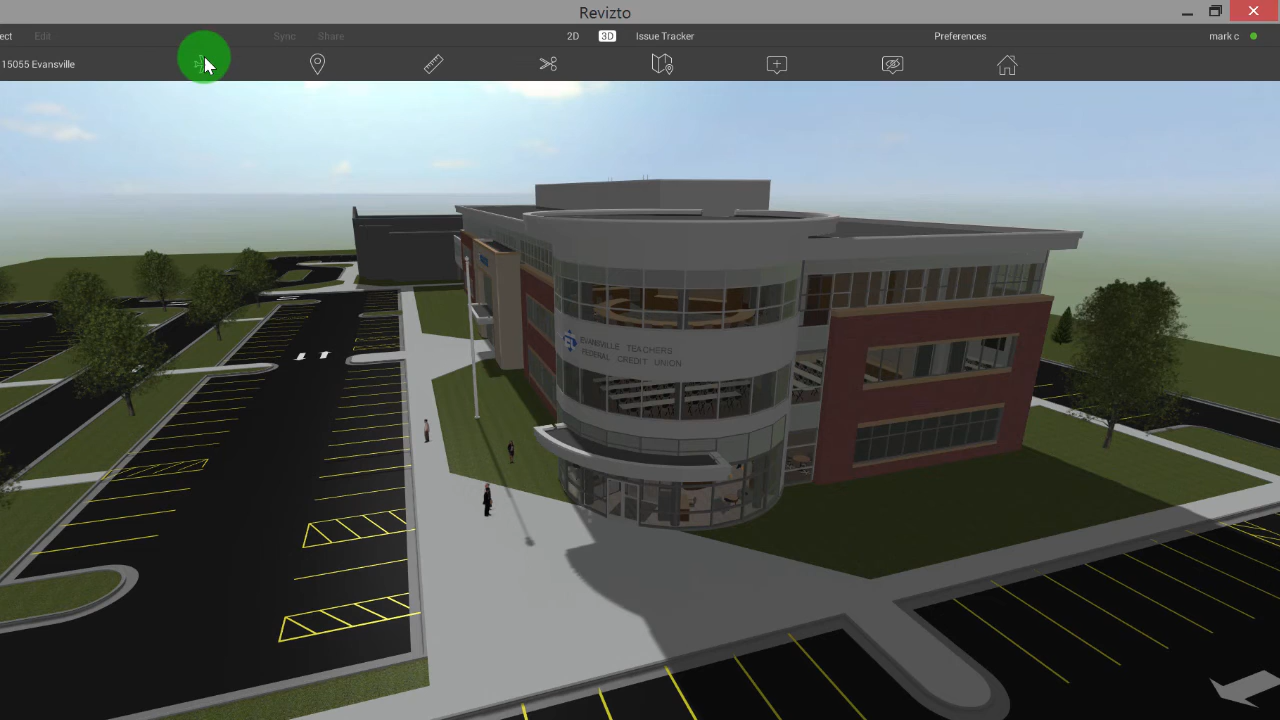 Revizto
ect Edit Sync Share 2D 3D Issue Tracker Preferences mark c
15055 Evansville
EVANSVILLE TEACHERS
FEDERAL CREDIT UNION